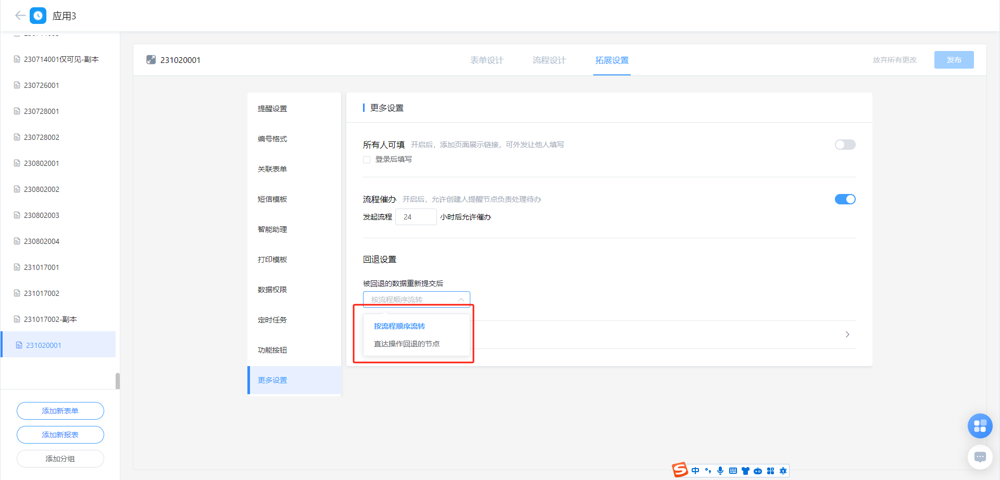 应用3
230714001仅可见-副本
230726001
230728001
230728002
230802001
230802002
230802003
230802004
231017001
231017002
231017002-副本
231020001
添加新表单
添加新报表
添加分组
231020001
表单设计
流程设计
拓展设置
放弃所有更改
发布
提醒设置
编号格式
关联表单
短信模板
智能助理
打印模板
数据权限
定时任务
功能按钮
更多设置
更多设置
所有人可填 开启后，添加页面展示链接，可外发让他人填写
登录后填写
流程催办 开启后，允许创建人提醒节点负责处理待办
发起流程 24 小时后允许催办
回退设置
被回退的数据重新提交后
按流程顺序流转
按流程顺序流转
直达操作回退的节点
S 中